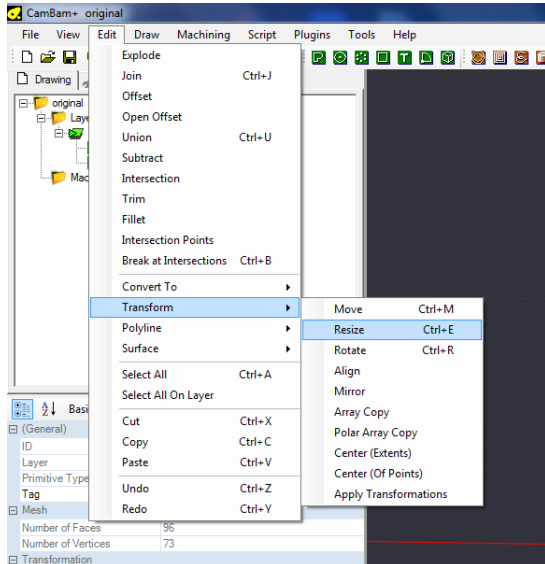 CamBam+ original
File View Edit Draw Machining Script Plugins Tools Help
Drawing
original
Laye
Mac
Explode
Join Ctrl+J
Offset
Open Offset
Union Ctrl+U
Subtract
Intersection
Trim
Fillet
Intersection Points
Break at Intersections Ctrl+B
Convert To
Transform
Polyline
Surface
Select All Ctrl+A
Select All On Layer
Cut Ctrl+X
Copy Ctrl+C
Paste Ctrl+V
Undo Ctrl+Z
Redo Ctrl+Y
Move Ctrl+M
Resize Ctrl+E
Rotate Ctrl+R
Align
Mirror
Array Copy
Polar Array Copy
Center (Extents)
Center (Of Points)
Apply Transformations
Basi
(General)
ID
Layer
Primitive Type
Tag
Mesh
Number of Faces 96
Number of Vertices 73
Transformation